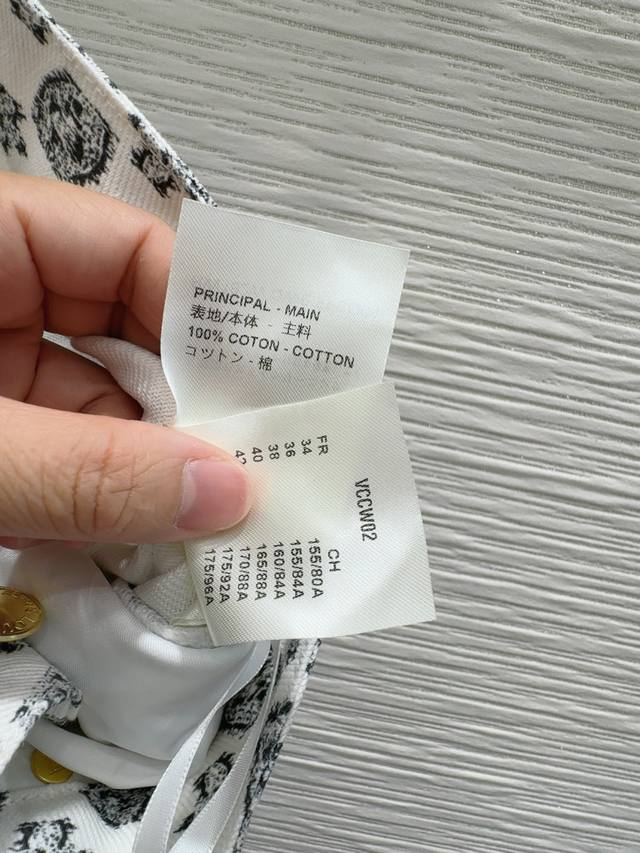 PRINCIPAL - MAIN
表地/本体 - 主料
100% COTON - COTTON
コットン - 棉
VCCW02
FR CH
34 155/80A
36 155/84A
38 160/84A
40 165/88A
42 170/88A
175/92A
175/96A